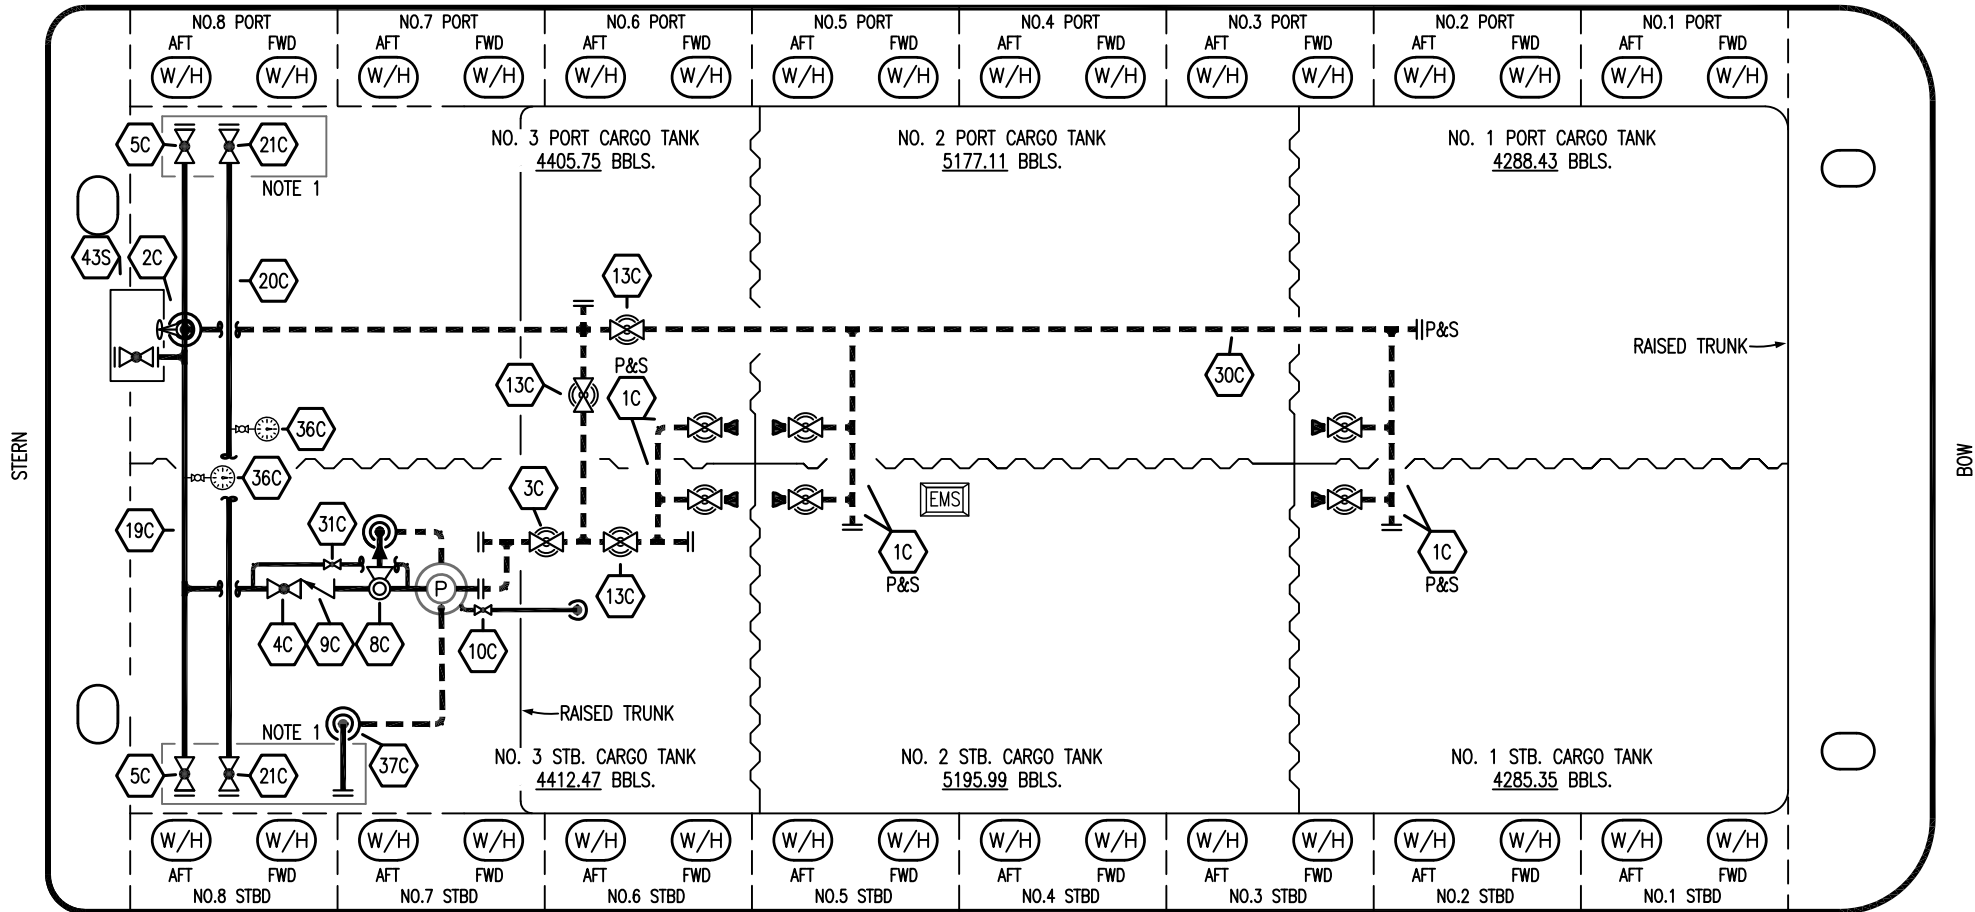 NO.8 PORT NO.7 PORT NO.6 PORT NO.5 PORT NO.4 PORT NO.3 PORT NO.2 PORT NO.1 PORT
AFT FWD AFT FWD AFT FWD AFT FWD AFT FWD AFT FWD AFT FWD AFT FWD
W/H W/H W/H W/H W/H W/H W/H W/H W/H W/H W/H W/H W/H W/H W/H W/H
5C 21C
NO. 3 PORT CARGO TANK
4405.75 BBLS.
NO. 2 PORT CARGO TANK
5177.11 BBLS.
NO. 1 PORT CARGO TANK
4288.43 BBLS.
NOTE 1
43S 2C
20C
13C
P&S
RAISED TRUNK
P&S
13C
1C
30C
36C
STERN
BOW
36C
3C
EMS
19C
31C
1C
P&S
1C
P&S
P
13C
4C 9C 8C
10C
RAISED TRUNK
NOTE 1
37C
5C 21C
NO. 3 STB. CARGO TANK
4412.47 BBLS.
NO. 2 STB. CARGO TANK
5195.99 BBLS.
NO. 1 STB. CARGO TANK
4285.35 BBLS.
W/H W/H W/H W/H W/H W/H W/H W/H W/H W/H W/H W/H W/H W/H W/H W/H
AFT FWD AFT FWD AFT FWD AFT FWD AFT FWD AFT FWD AFT FWD AFT FWD
NO.8 STBD NO.7 STBD NO.6 STBD NO.5 STBD NO.4 STBD NO.3 STBD NO.2 STBD NO.1 STBD